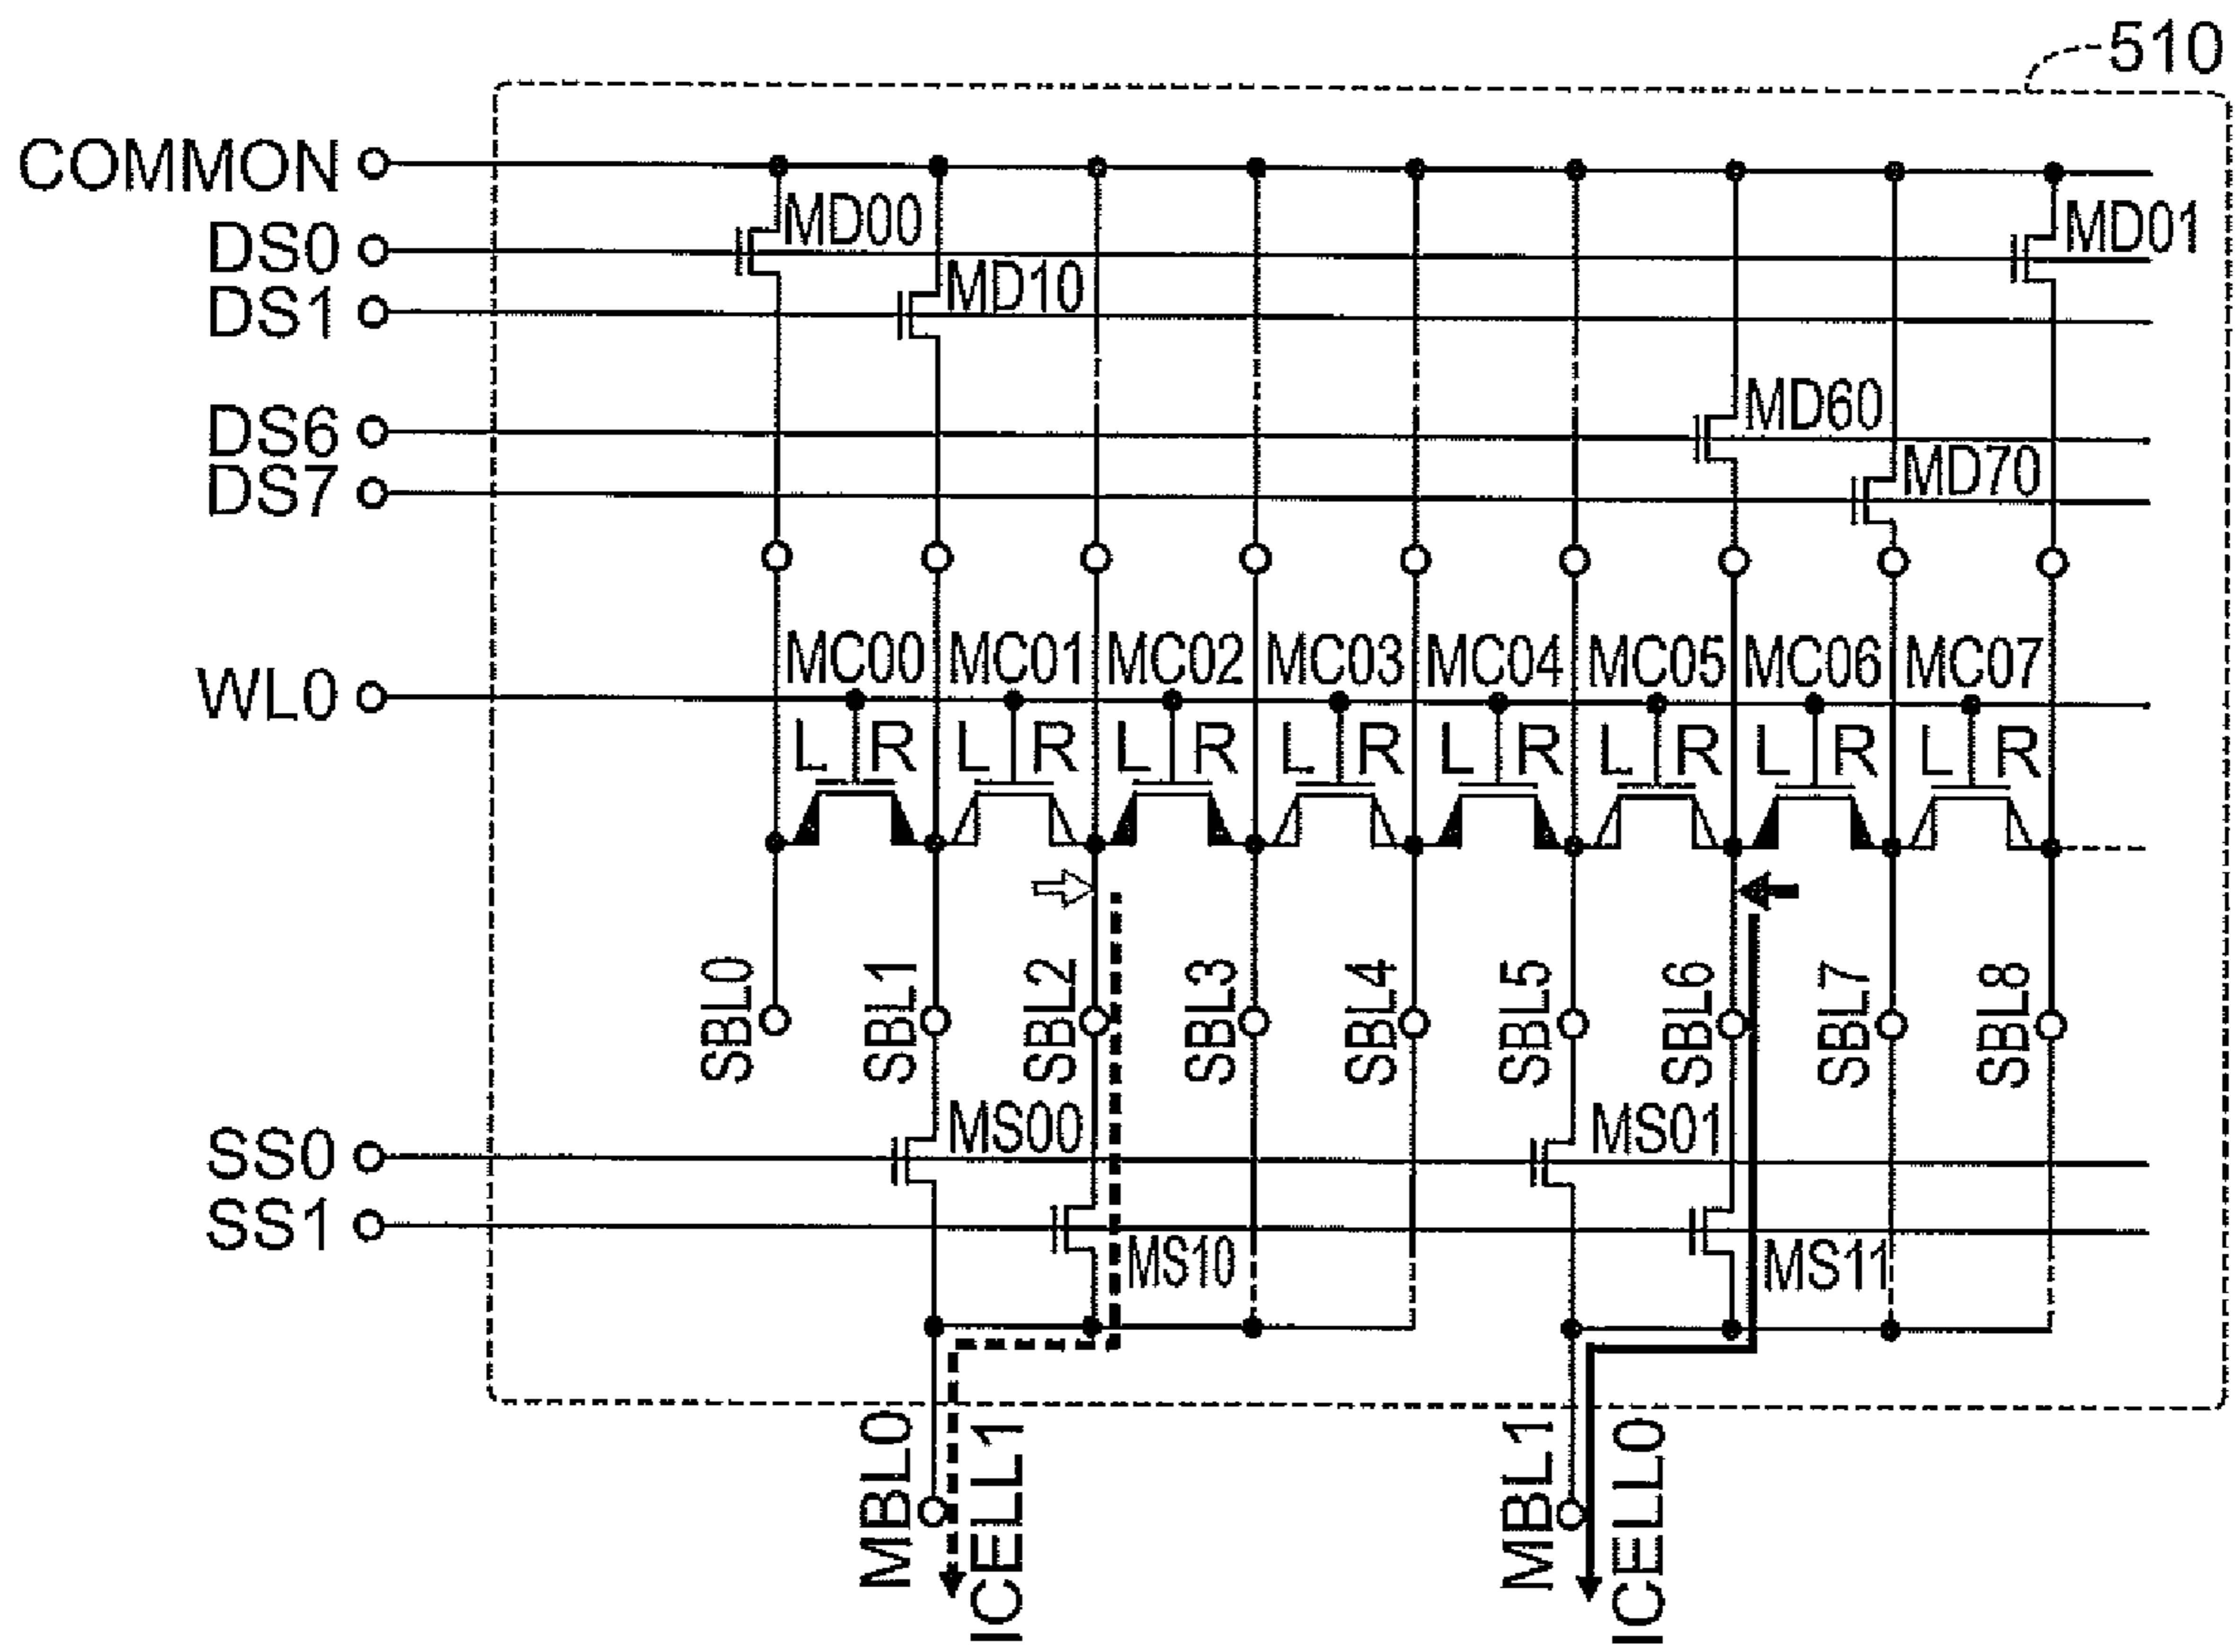 510
COMMON
MD00
MD01
DS0
MD10
DS1
MD60
DS6
MD70
DS7
MC00 MC01 MC02 MC03 MC04 MC05 MC06 MC07
WL0
L R L R L R L R L R L R L R L R
SBL0 SBL1 SBL2 SBL3 SBL4 SBL5 SBL6 SBL7 SBL8
MS00 MS01
SS0
SS1
MS10 MS11
MBL0 ICELL1 MBL1 ICELL0